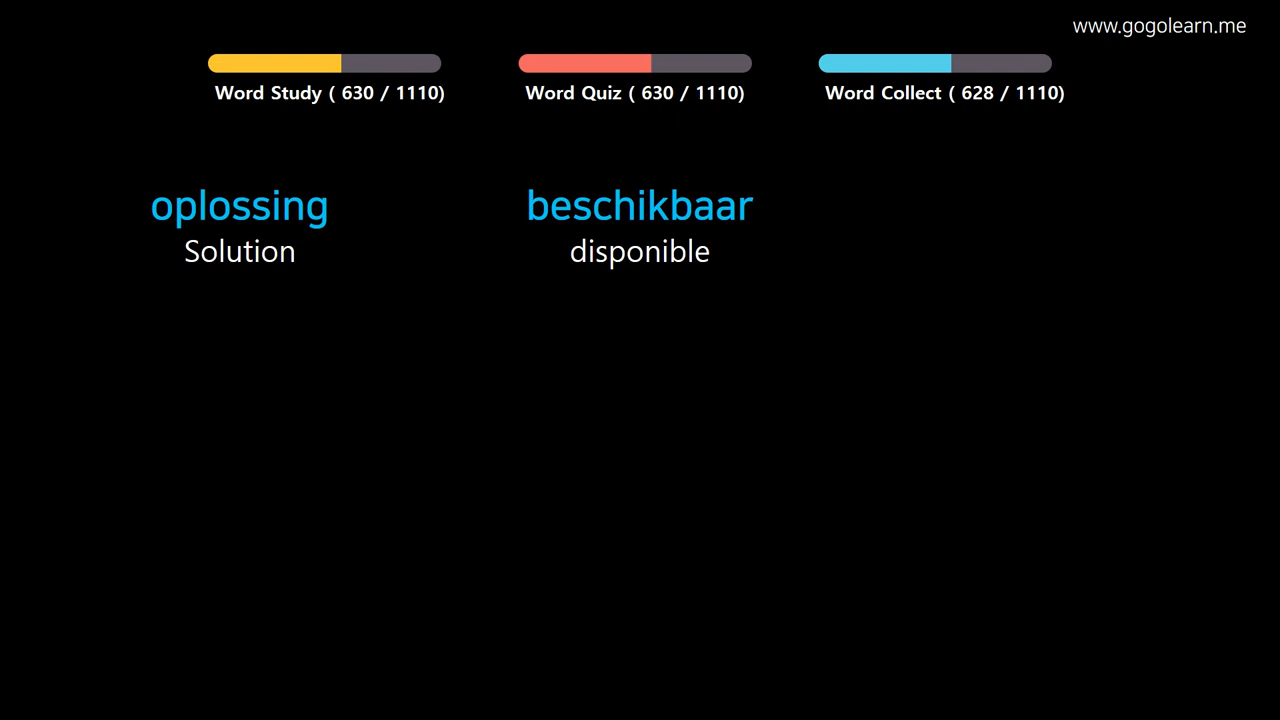 www.gogolearn.me
Word Study ( 630 / 1110)
Word Quiz ( 630 / 1110)
Word Collect ( 628 / 1110)
oplossing
Solution
beschikbaar
disponible